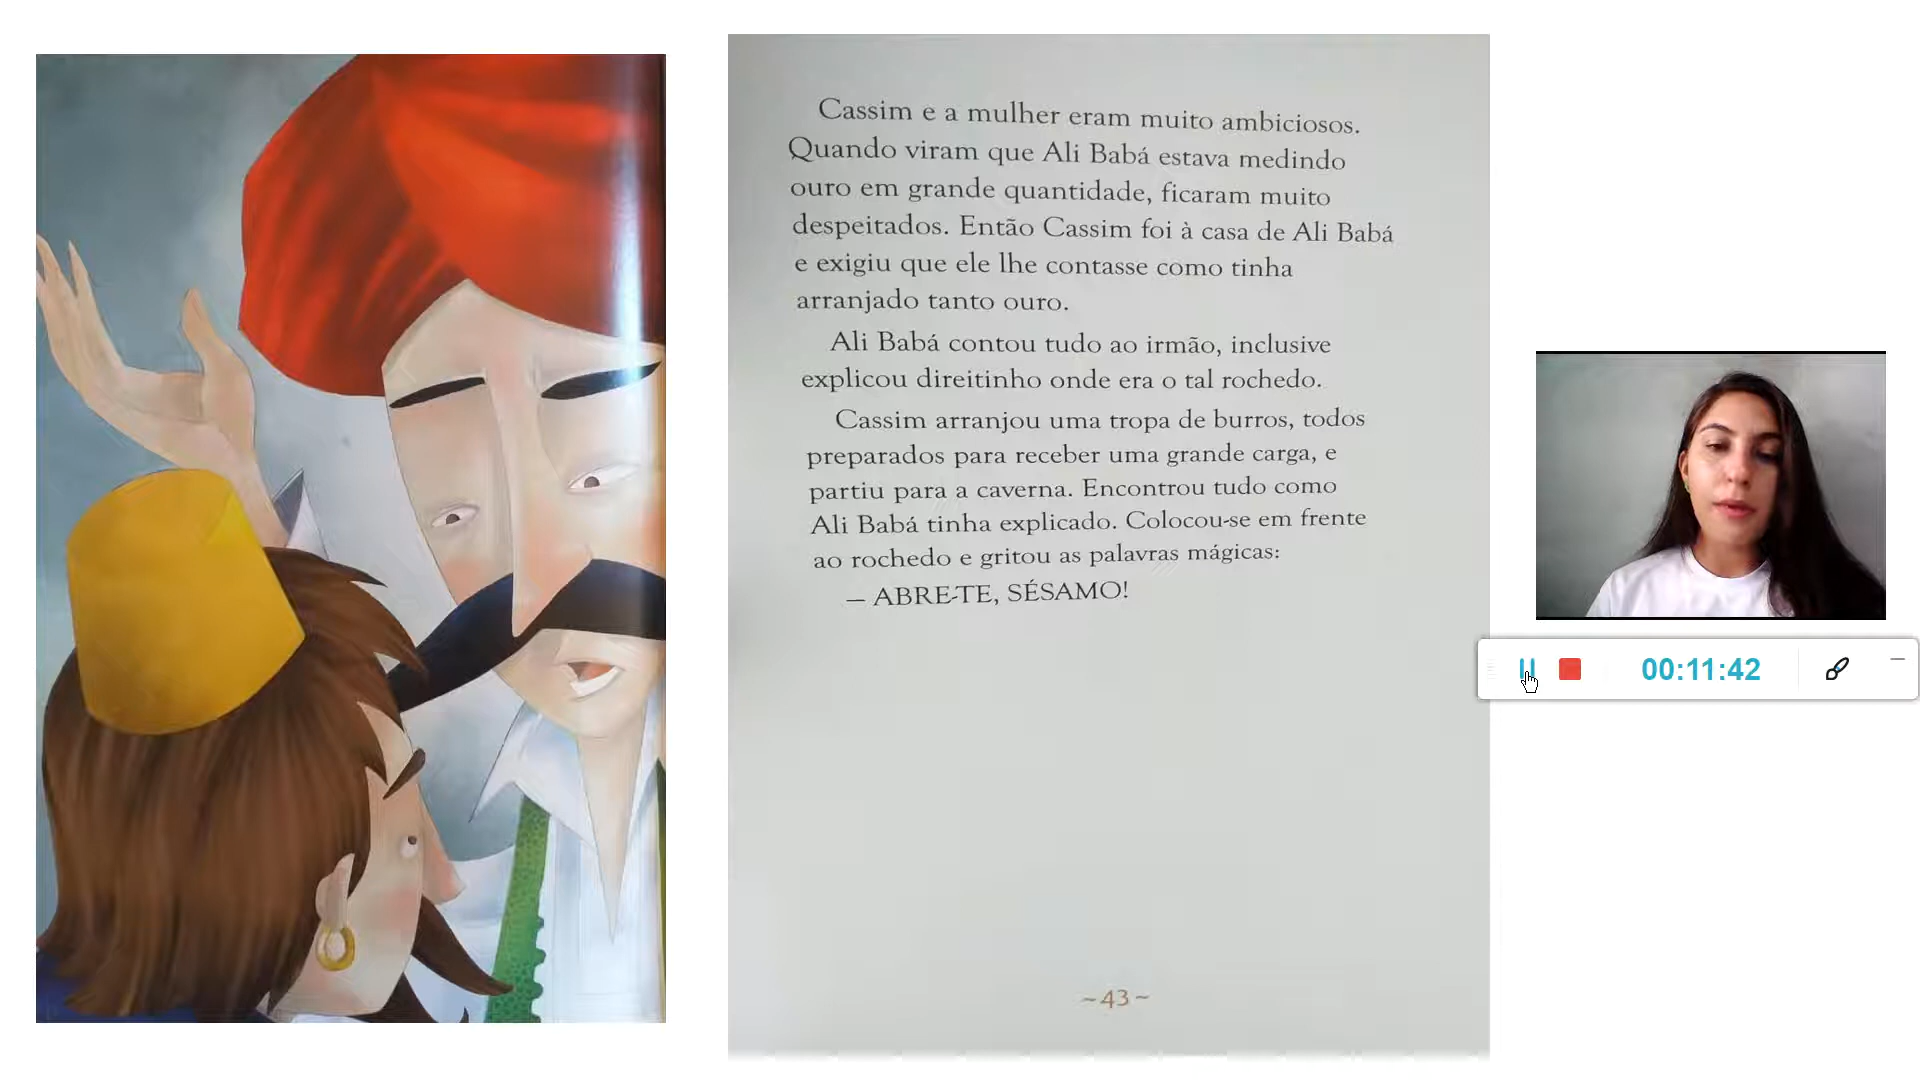 Cassim e a mulher eram muito ambiciosos.
Quando viram que Ali Babá estava medindo
ouro em grande quantidade, ficaram muito
despeitados. Então Cassim foi à casa de Ali Babá
e exigiu que ele lhe contasse como tinha
arranjado tanto ouro.
Ali Babá contou tudo ao irmão, inclusive
explicou direitinho onde era o tal rochedo.
Cassim arranjou uma tropa de burros, todos
preparados para receber uma grande carga, e
partiu para a caverna. Encontrou tudo como
Ali Babá tinha explicado. Colocou-se em frente
ao rochedo e gritou as palavras mágicas:
— ABRE-TE, SÉSAMO!
~43~
00:11:42